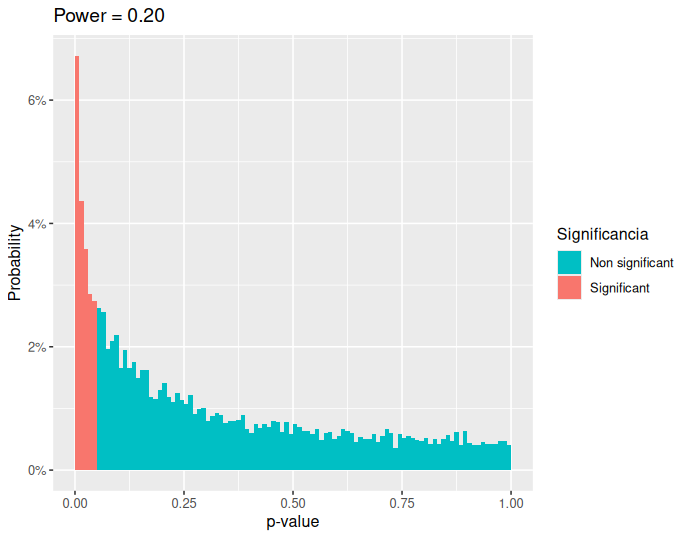 Power = 0.20
Probability
6%
4%
2%
0%
0.00
0.25
0.50
0.75
1.00
p-value
Significancia
Non significant
Significant